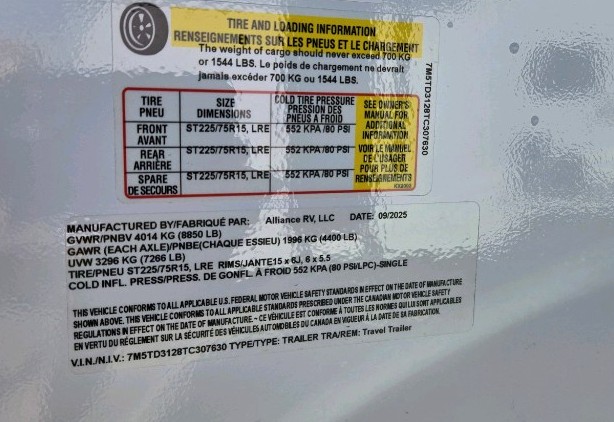 TIRE AND LOADING INFORMATION
RENSEIGNEMENTS SUR LES PNEUS ET LE CHARGEMENT
The weight of cargo should never exceed 700 KG
or 1544 LBS. Le poids de chargement ne devrait
jamais excéder 700 KG ou 1544 LBS.
TIRE PNEU
SIZE DIMENSIONS
COLD TIRE PRESSURE PRESSION DES PNEUS A FROID
SEE OWNER'S MANUAL FOR ADDITIONAL INFORMATION
VOIR LE MANUEL DE L'USAGER POUR PLUS DE RENSEIGNEMENTS
FRONT AVANT
ST225/75R15, LRE
552 KPA /80 PSI
REAR ARRIÈRE
ST225/75R15, LRE
552 KPA /80 PSI
SPARE DE SECOURS
ST225/75R15, LRE
552 KPA /80 PSI
7M5TD3128TC307630
MANUFACTURED BY/FABRIQUÉ PAR: Alliance RV, LLC DATE: 09/2025
GVWR/PNBV 4014 KG (8850 LB)
GAWR (EACH AXLE)/PNBE(CHAQUE ESSIEU) 1996 KG (4400 LB)
UVW 3296 KG (7266 LB)
TIRE/PNEU ST225/75R15, LRE RIMS/JANTE15 x 6J, 6 x 5.5
COLD INFL. PRESS/PRESS. DE GONFL. À FROID 552 KPA (80 PSI/LPC)-SINGLE
THIS VEHICLE CONFORMS TO ALL APPLICABLE U.S. FEDERAL MOTOR VEHICLE SAFETY STANDARDS IN EFFECT ON THE DATE OF MANUFACTURE
SHOWN ABOVE. THIS VEHICLE CONFORMS TO ALL APPLICABLE STANDARDS PRESCRIBED UNDER THE CANADIAN MOTOR VEHICLE SAFETY
REGULATIONS IN EFFECT ON THE DATE OF MANUFACTURE. - CE VÉHICULE EST CONFORME À TOUTES LES NORMES QUI LUI SONT APPLICABLES
EN VERTU DU RÈGLEMENT SUR LA SÉCURITÉ DES VÉHICULES AUTOMOBILES DU CANADA EN VIGUEUR À LA DATE DE SA FABRICATION.
V.I.N./N.I.V.: 7M5TD3128TC307630 TYPE/TYPE: TRAILER TRA/REM: Travel Trailer